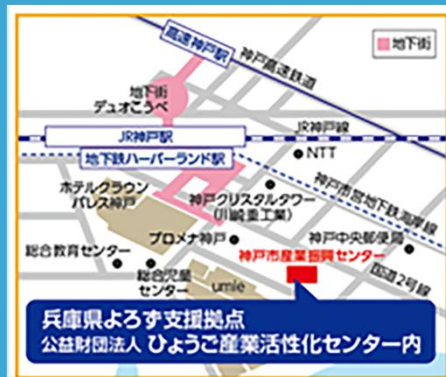 高速神戸駅
神戸高速鉄道
地下街
地下街
デュオこうべ
JR神戸駅
JR神戸線
地下鉄ハーバーランド駅
NTT
神戸市営地下鉄海岸線
ホテルクラウン
パレス神戸
神戸クリスタルタワー
(川崎重工業)
プロメナ神戸
神戸中央郵便局
総合教育センター
神戸市産業振興センター
総合児童
センター
umie
国道2号線
兵庫県よろず支援拠点
公益財団法人 ひょうご産業活性化センター内